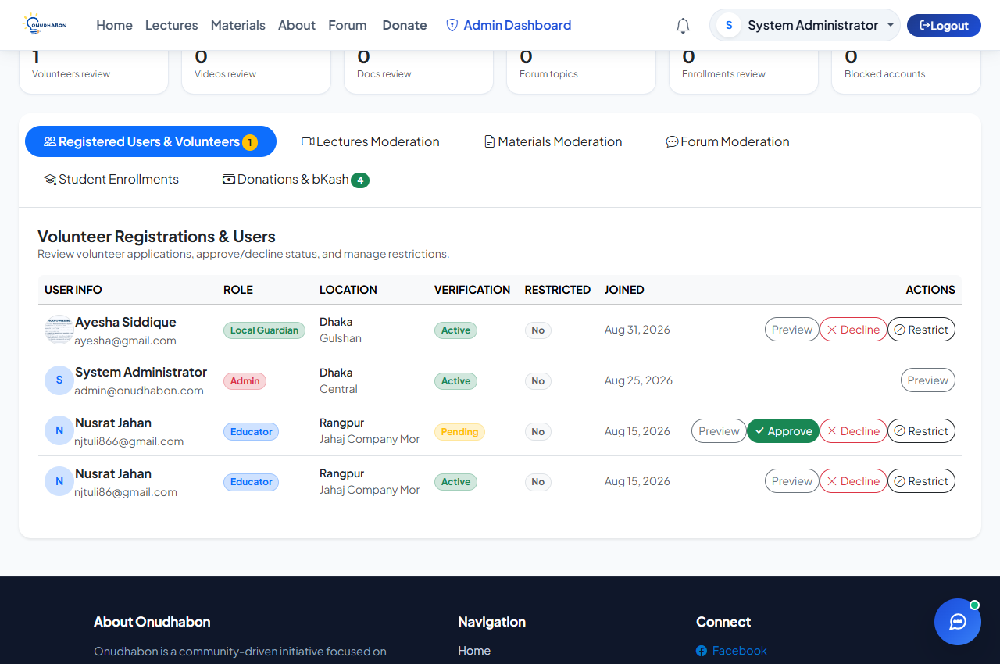 ONUDHABON Home Lectures Materials About Forum Donate Admin Dashboard S System Administrator Logout
1 0 0 0 0 0
Volunteers review Videos review Docs review Forum topics Enrollments review Blocked accounts
Registered Users & Volunteers 1 Lectures Moderation Materials Moderation Forum Moderation
Student Enrollments Donations & bKash 4
Volunteer Registrations & Users
Review volunteer applications, approve/decline status, and manage restrictions.
USER INFO ROLE LOCATION VERIFICATION RESTRICTED JOINED ACTIONS
Ayesha Siddique Local Guardian Dhaka Active No Aug 31, 2026 Preview Decline Restrict
ayesha@gmail.com Gulshan
S System Administrator Admin Dhaka Active No Aug 25, 2026 Preview
admin@onudhabon.com Central
N Nusrat Jahan Educator Rangpur Pending No Aug 15, 2026 Preview Approve Decline Restrict
njtuli866@gmail.com Jahaj Company Mor
N Nusrat Jahan Educator Rangpur Active No Aug 15, 2026 Preview Decline Restrict
njtuli86@gmail.com Jahaj Company Mor
About Onudhabon Navigation Connect
Onudhabon is a community-driven initiative focused on Home Facebook